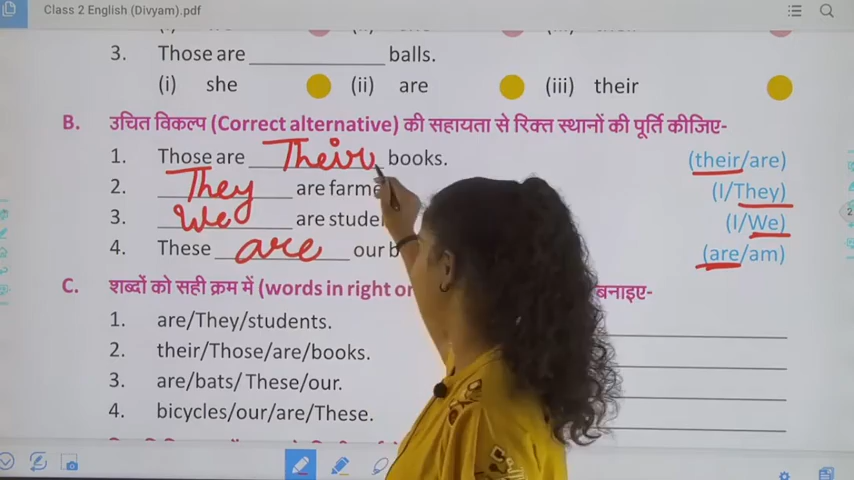 Class 2 English (Divyam).pdf
3. Those are ____________ balls.
(i) she (ii) are (iii) their
B. उचित विकल्प (Correct alternative) की सहायता से रिक्त स्थानों की पूर्ति कीजिए-
1. Those are Their books. (their/are)
2. They are farme (I/They)
3. We are stude (I/We)
4. These are our b (are/am)
C. शब्दों को सही क्रम में (words in right or बनाइए-
1. are/They/students.
2. their/Those/are/books.
3. are/bats/ These/our.
4. bicycles/our/are/These.
2